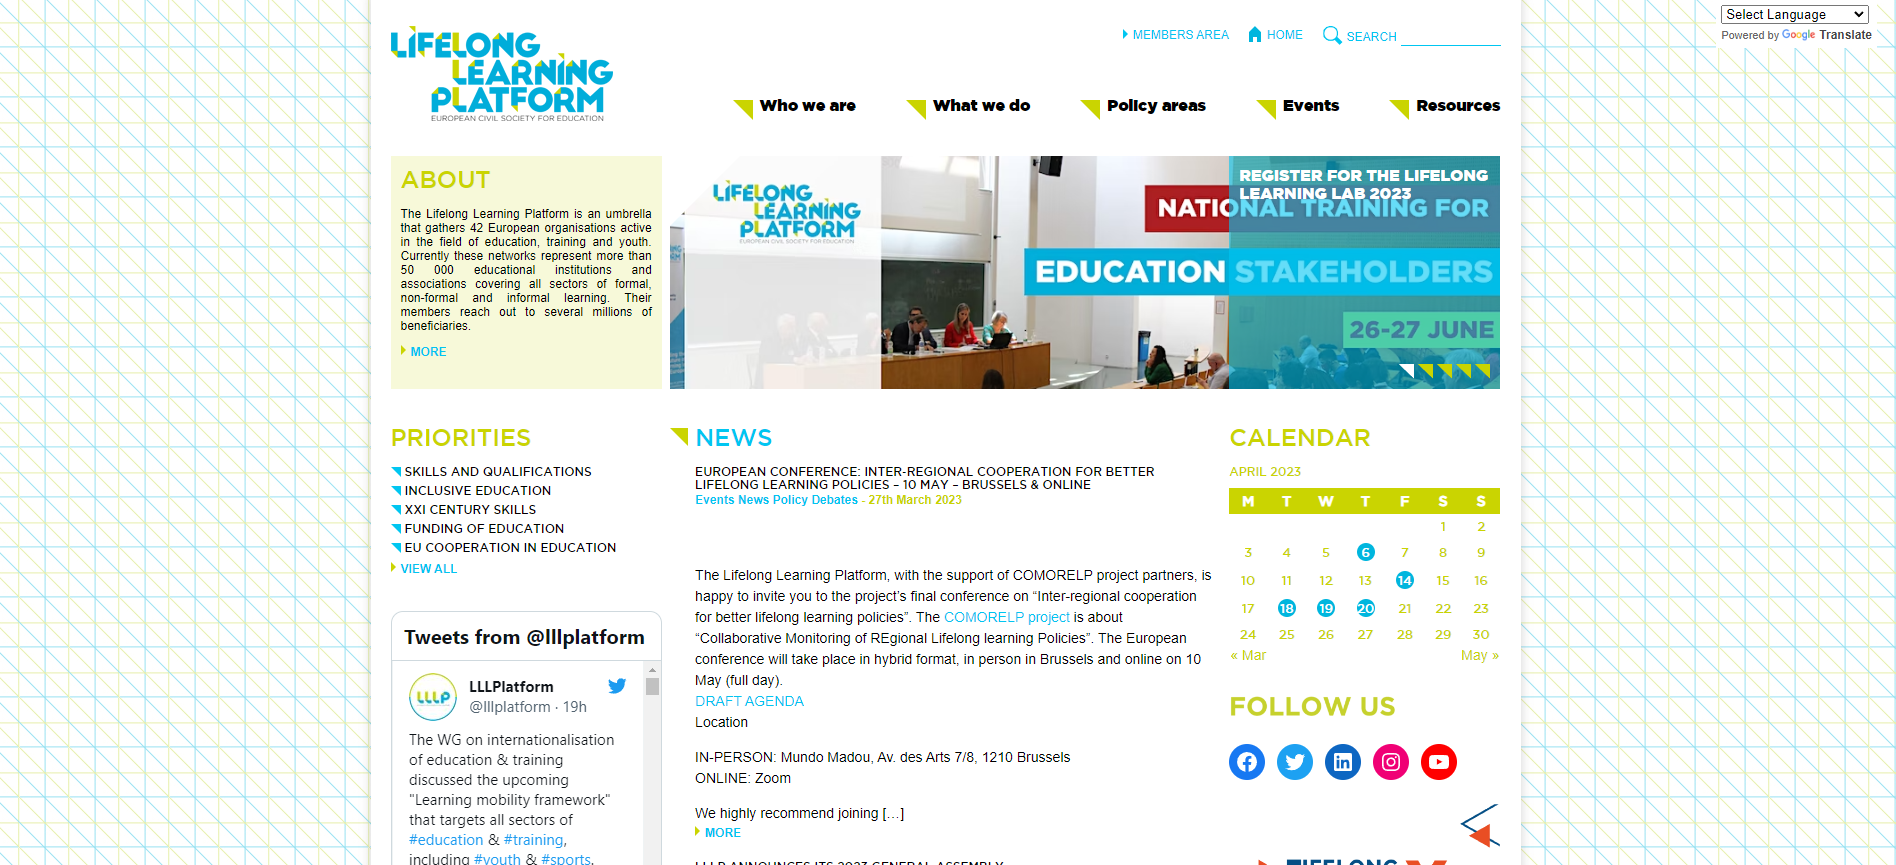 Select Language
Powered by Google Translate
LIFELONG
LEARNING
PLATFORM
EUROPEAN CIVIL SOCIETY FOR EDUCATION
MEMBERS AREA
HOME
SEARCH
Who we are
What we do
Policy areas
Events
Resources
ABOUT
The Lifelong Learning Platform is an umbrella
that gathers 42 European organisations active
in the field of education, training and youth.
Currently these networks represent more than
50 000 educational institutions and
associations covering all sectors of formal,
non-formal and informal learning. Their
members reach out to several millions of
beneficiaries.
MORE
LIFELONG
LEARNING
PLATFORM
EUROPEAN CIVIL SOCIETY FOR EDUCATION
REGISTER FOR THE LIFELONG
LEARNING LAB 2023
NATIONAL TRAINING FOR
EDUCATION STAKEHOLDERS
26-27 JUNE
PRIORITIES
SKILLS AND QUALIFICATIONS
INCLUSIVE EDUCATION
XXI CENTURY SKILLS
FUNDING OF EDUCATION
EU COOPERATION IN EDUCATION
VIEW ALL
Tweets from @lllplatform
LLLP
LLLPlatform
@lllplatform · 19h
The WG on internationalisation
of education & training
discussed the upcoming
"Learning mobility framework"
that targets all sectors of
#education & #training,
including #youth & #sports.
NEWS
EUROPEAN CONFERENCE: INTER-REGIONAL COOPERATION FOR BETTER
LIFELONG LEARNING POLICIES – 10 MAY – BRUSSELS & ONLINE
Events News Policy Debates - 27th March 2023
The Lifelong Learning Platform, with the support of COMORELP project partners, is
happy to invite you to the project's final conference on “Inter-regional cooperation
for better lifelong learning policies”. The COMORELP project is about
“Collaborative Monitoring of REgional Lifelong learning Policies”. The European
conference will take place in hybrid format, in person in Brussels and online on 10
May (full day).
DRAFT AGENDA
Location
IN-PERSON: Mundo Madou, Av. des Arts 7/8, 1210 Brussels
ONLINE: Zoom
We highly recommend joining […]
MORE
LLLP ANNOUNCES ITS 2023 GENERAL ASSEMBLY
CALENDAR
APRIL 2023
M T W T F S S
1 2
3 4 5 6 7 8 9
10 11 12 13 14 15 16
17 18 19 20 21 22 23
24 25 26 27 28 29 30
« Mar May »
FOLLOW US
LIFELONG